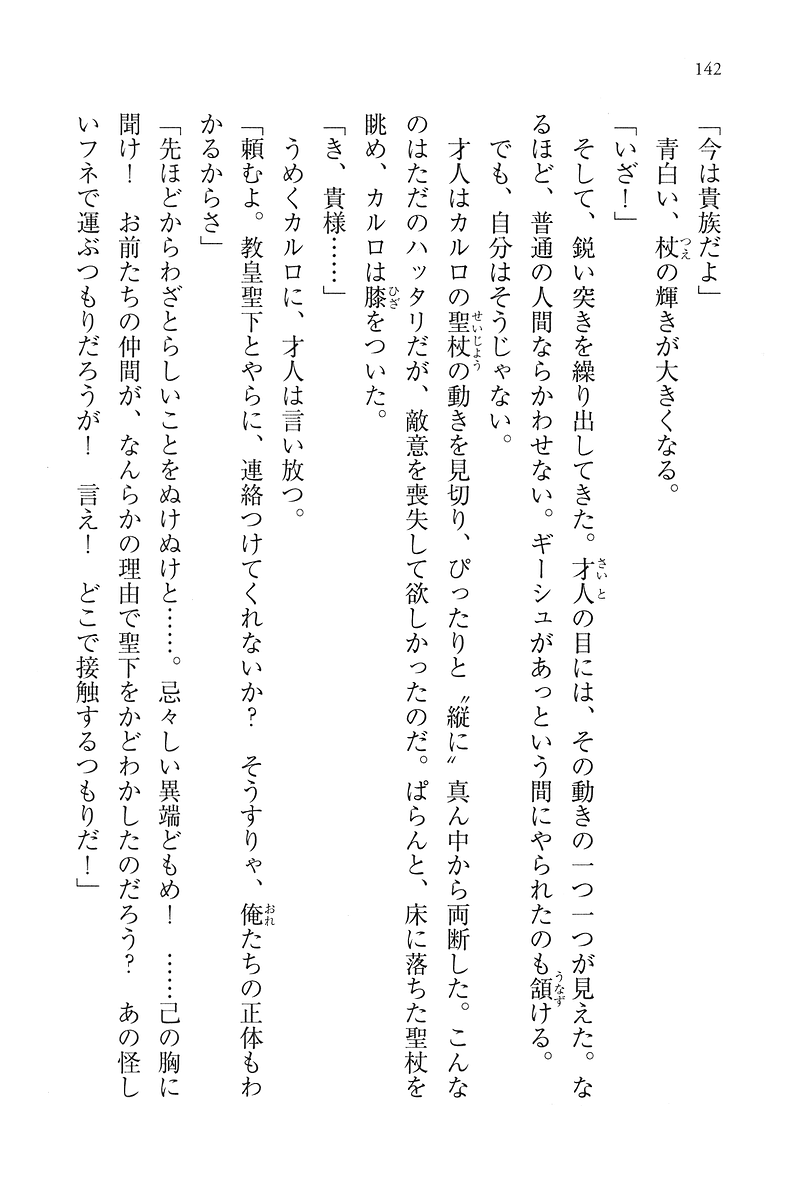 142
「今は貴族だよ」
　青白い、杖の輝きが大きくなる。
「いざ！」
　そして、鋭い突きを繰り出してきた。才人の目には、その動きの一つ一つが見えた。な
るほど、普通の人間ならかわせない。ギーシュがあっという間にやられたのも頷ける。
　でも、自分はそうじゃない。
　才人はカルロの聖杖の動きを見切り、ぴったりと〝縦に〟真ん中から両断した。こんな
のはただのハッタリだが、敵意を喪失して欲しかったのだ。ぱらんと、床に落ちた聖杖を
眺め、カルロは膝をついた。
「き、貴様……」
　うめくカルロに、才人は言い放つ。
「頼むよ。教皇聖下とやらに、連絡つけてくれないか？　そうすりゃ、俺たちの正体もわ
かるからさ」
「先ほどからわざとらしいことをぬけぬけと……。忌々しい異端どもめ！　……己の胸に
聞け！　お前たちの仲間が、なんらかの理由で聖下をかどわかしたのだろう？　あの怪し
いフネで運ぶつもりだろうが！　言え！　どこで接触するつもりだ！」